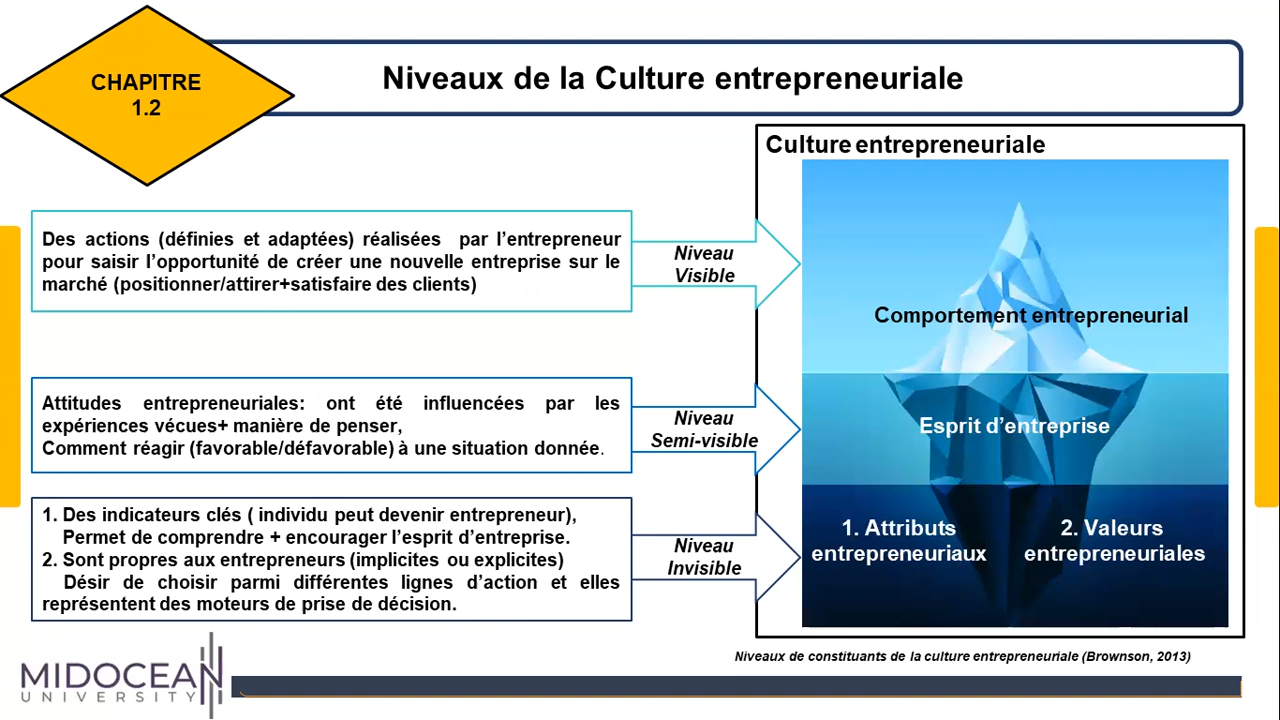 CHAPITRE
1.2
Niveaux de la Culture entrepreneuriale
Culture entrepreneuriale
Des actions (définies et adaptées) réalisées par l’entrepreneur
pour saisir l’opportunité de créer une nouvelle entreprise sur le
marché (positionner/attirer+satisfaire des clients)
Niveau
Visible
Comportement entrepreneurial
Attitudes entrepreneuriales: ont été influencées par les
expériences vécues+ manière de penser,
Comment réagir (favorable/défavorable) à une situation donnée.
Niveau
Semi-visible
Esprit d’entreprise
1. Des indicateurs clés ( individu peut devenir entrepreneur),
Permet de comprendre + encourager l’esprit d’entreprise.
2. Sont propres aux entrepreneurs (implicites ou explicites)
Désir de choisir parmi différentes lignes d’action et elles
représentent des moteurs de prise de décision.
Niveau
Invisible
1. Attributs
entrepreneuriaux
2. Valeurs
entrepreneuriales
Niveaux de constituants de la culture entrepreneuriale (Brownson, 2013)
MIDOCEAN
UNIVERSITY